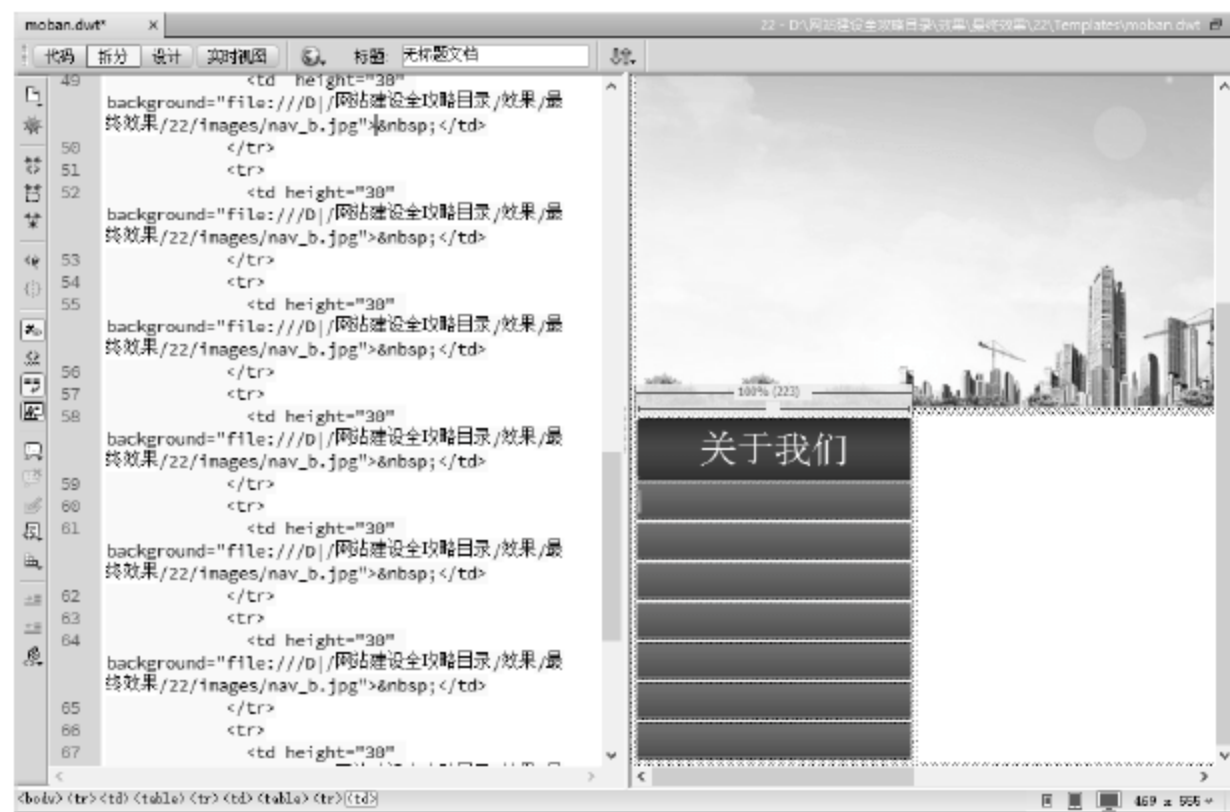 moban.dwt* ×
22 - D:\网站建设全攻略目录\效果\最终效果\22\Templates\moban.dwt
代码 拆分 设计 实时视图 标题: 无标题文档
49 <td height="30"
background="file:///D|/网站建设全攻略目录/效果/最
终效果/22/images/nav_b.jpg">&nbsp;</td>
50 </tr>
51 <tr>
52 <td height="30"
background="file:///D|/网站建设全攻略目录/效果/最
终效果/22/images/nav_b.jpg">&nbsp;</td>
53 </tr>
54 <tr>
55 <td height="30"
background="file:///D|/网站建设全攻略目录/效果/最
终效果/22/images/nav_b.jpg">&nbsp;</td>
56 </tr>
57 <tr>
58 <td height="30"
background="file:///D|/网站建设全攻略目录/效果/最
终效果/22/images/nav_b.jpg">&nbsp;</td>
59 </tr>
60 <tr>
61 <td height="30"
background="file:///D|/网站建设全攻略目录/效果/最
终效果/22/images/nav_b.jpg">&nbsp;</td>
62 </tr>
63 <tr>
64 <td height="30"
background="file:///D|/网站建设全攻略目录/效果/最
终效果/22/images/nav_b.jpg">&nbsp;</td>
65 </tr>
66 <tr>
67 <td height="30"
100% (223)
关于我们
<body> <tr> <td> <table> <tr> <td> <table> <tr> <td>
469 x 555